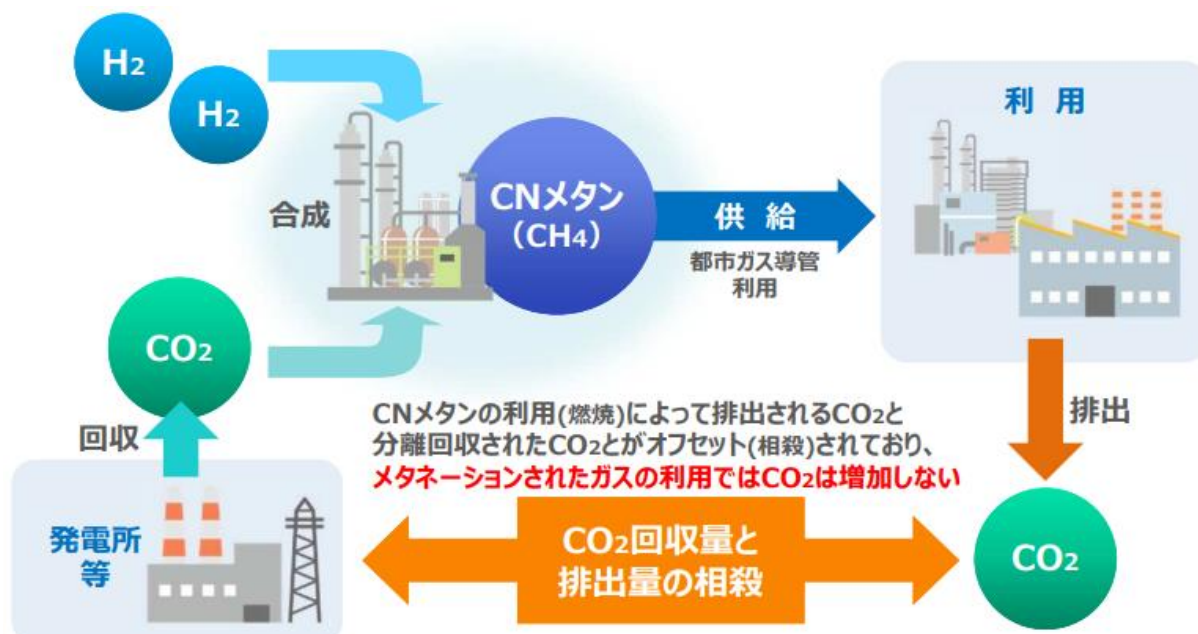 H2
H2
合成
CNメタン
（CH4）
供 給
都市ガス導管
利用
利 用
CO2
回収
発電所
等
排出
CO2
CNメタンの利用(燃焼)によって排出されるCO2と
分離回収されたCO2とがオフセット(相殺)されており、
メタネーションされたガスの利用ではCO2は増加しない
CO2回収量と
排出量の相殺